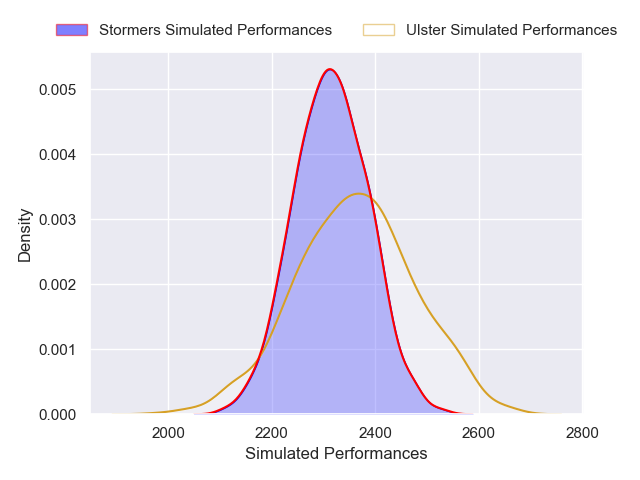 Stormers Simulated Performances
Ulster Simulated Performances
0.005
0.004
0.003
0.002
0.001
0.000
Density
2000
2200
2400
2600
2800
Simulated Performances